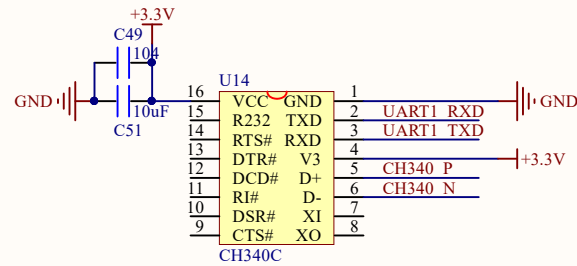 +3.3V
C49
104
GND
10uF
C51
U14
16 VCC GND 1 GND
15 R232 TXD 2 UART1_RXD
14 RTS# RXD 3 UART1_TXD
13 DTR# V3 4 +3.3V
12 DCD# D+ 5 CH340_P
11 RI# D- 6 CH340_N
10 DSR# XI 7
9 CTS# XO 8
CH340C